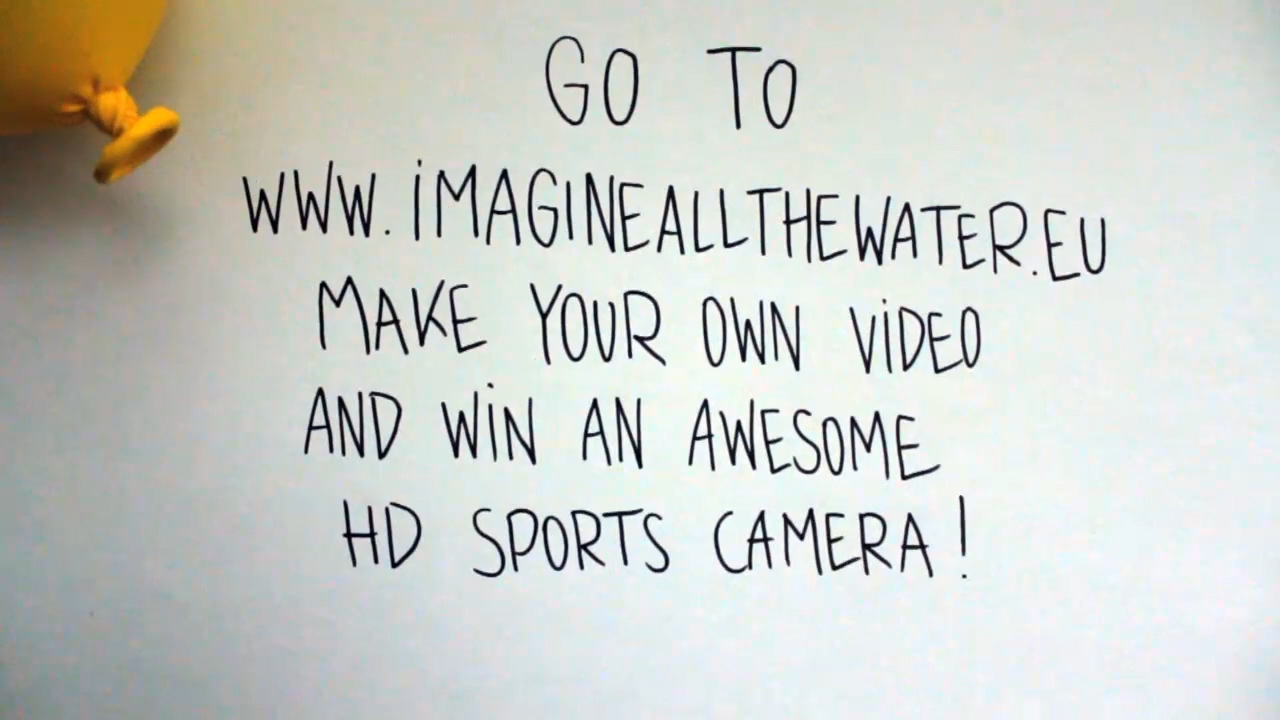 GO TO
WWW.iMAGINEALLTHEWATER.EU
MAKE YOUR OWN ViDEO
AND WiN AN AWESOME
HD SPORTS CAMERA!